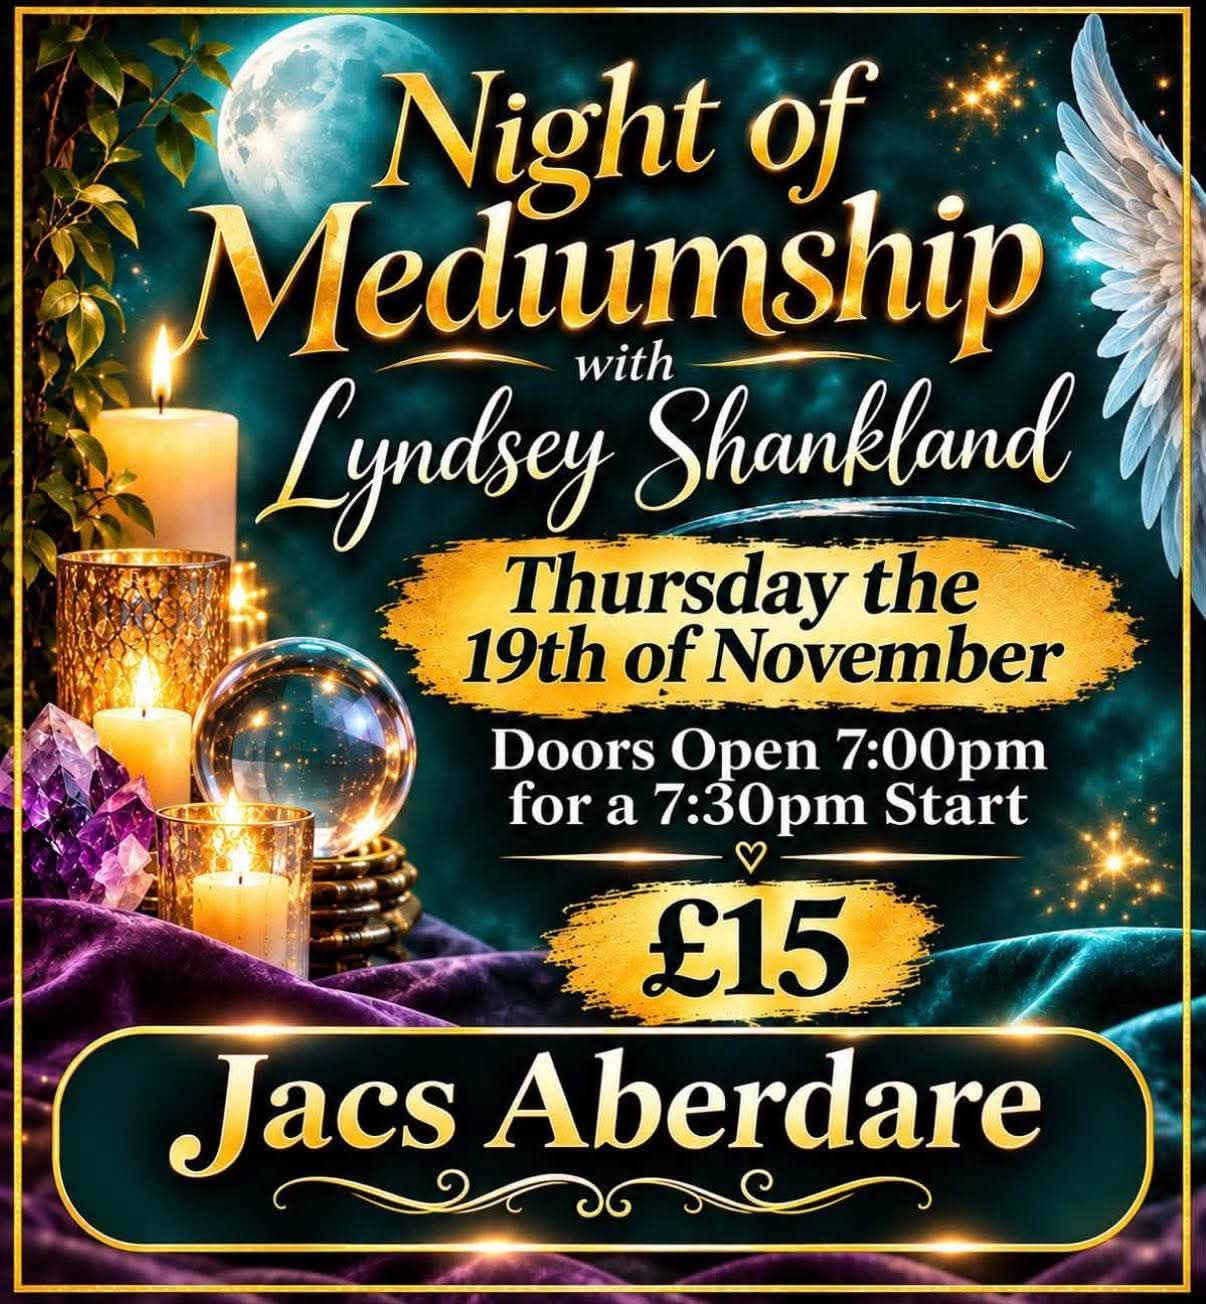 Night of
Mediumship
with
Lyndsey Shankland
Thursday the
19th of November
Doors Open 7:00pm
for a 7:30pm Start
£15
Jacs Aberdare